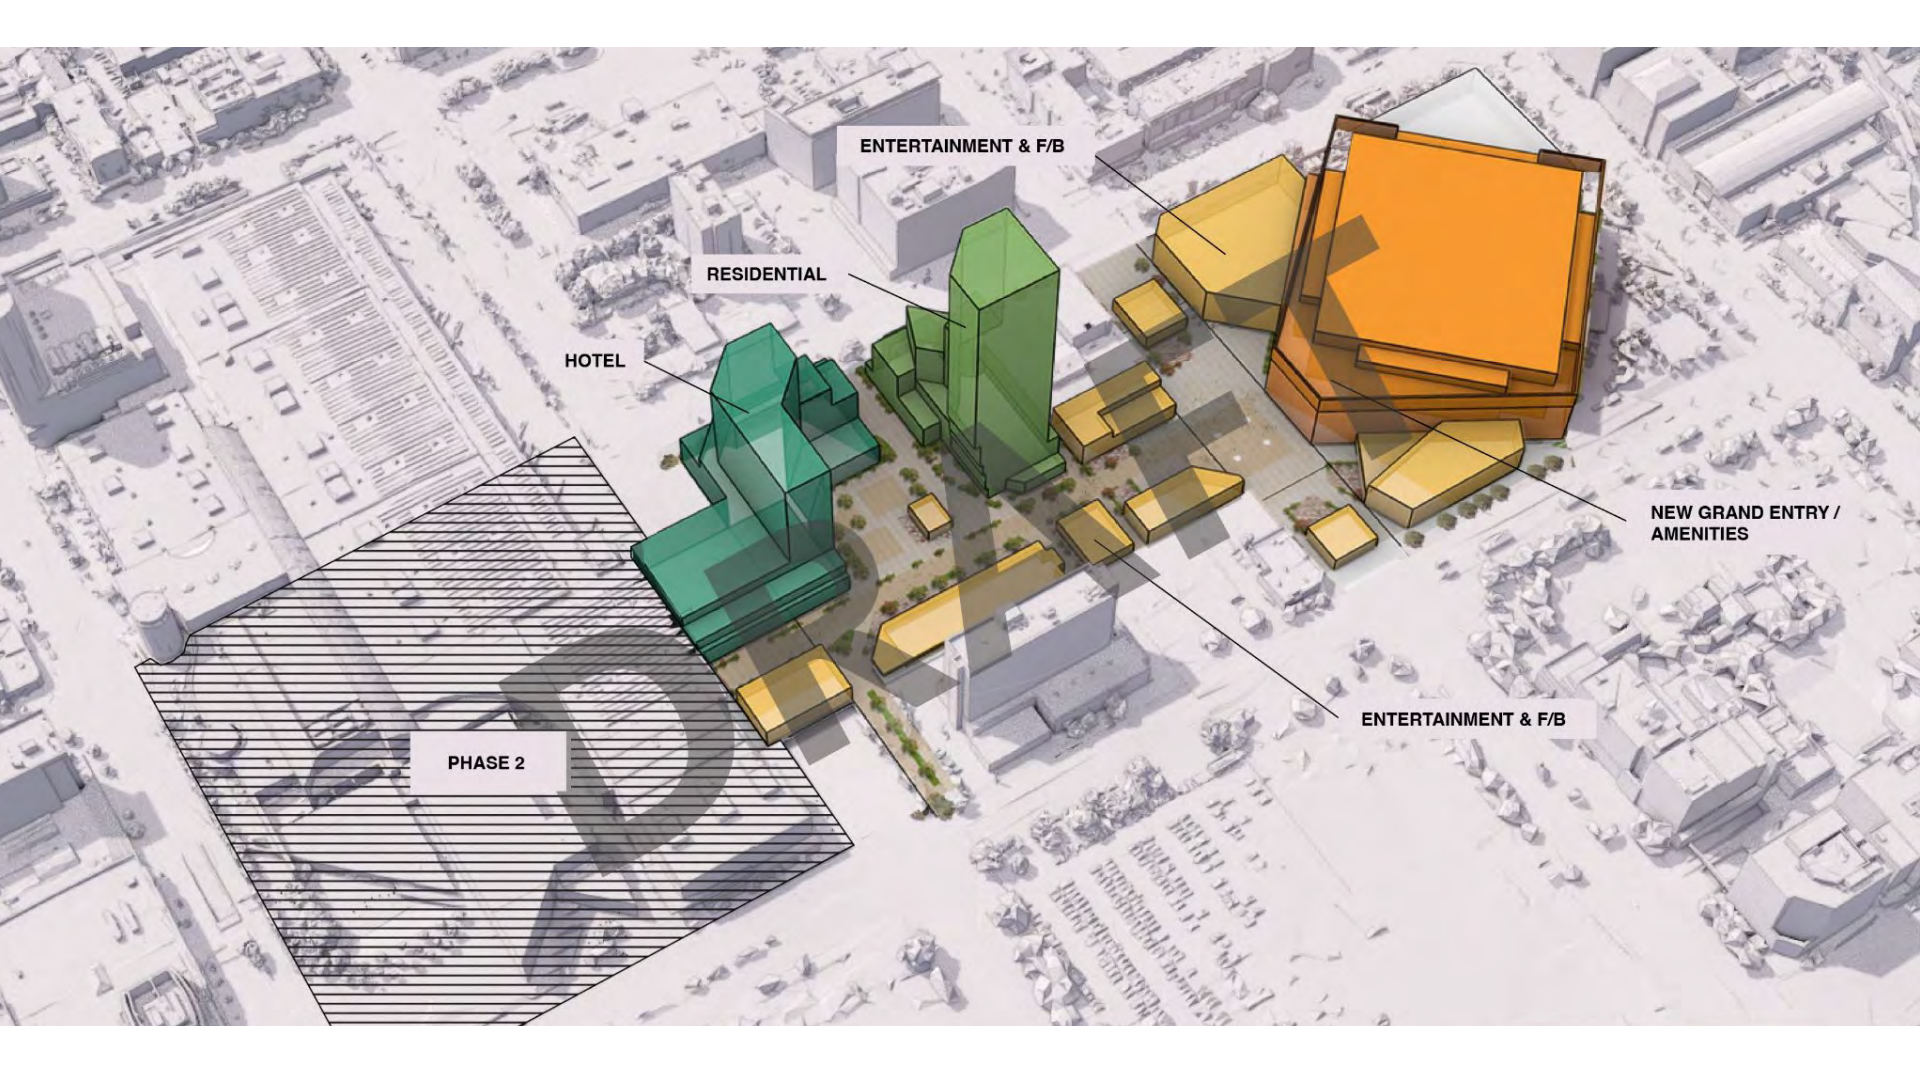 ENTERTAINMENT & F/B
RESIDENTIAL
HOTEL
NEW GRAND ENTRY /
AMENITIES
ENTERTAINMENT & F/B
PHASE 2
DRAFT